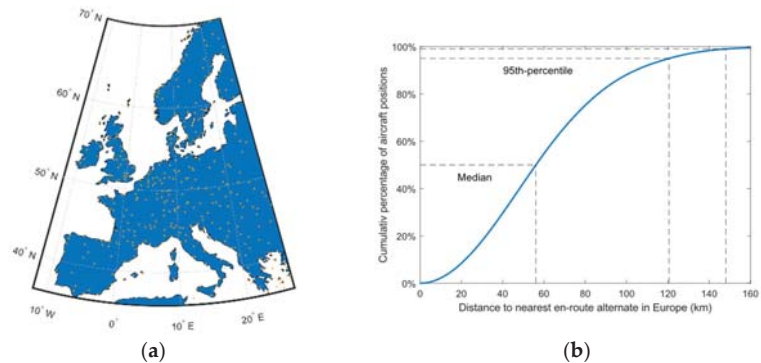 70° N
60° N
50° N
40° N
10° W
0°
10° E
20° E
(a)
100%
80%
60%
40%
20%
0%
Cumulativ percentage of aircraft positions
95th-percentile
Median
0 20 40 60 80 100 120 140 160
Distance to nearest en-route alternate in Europe (km)
(b)